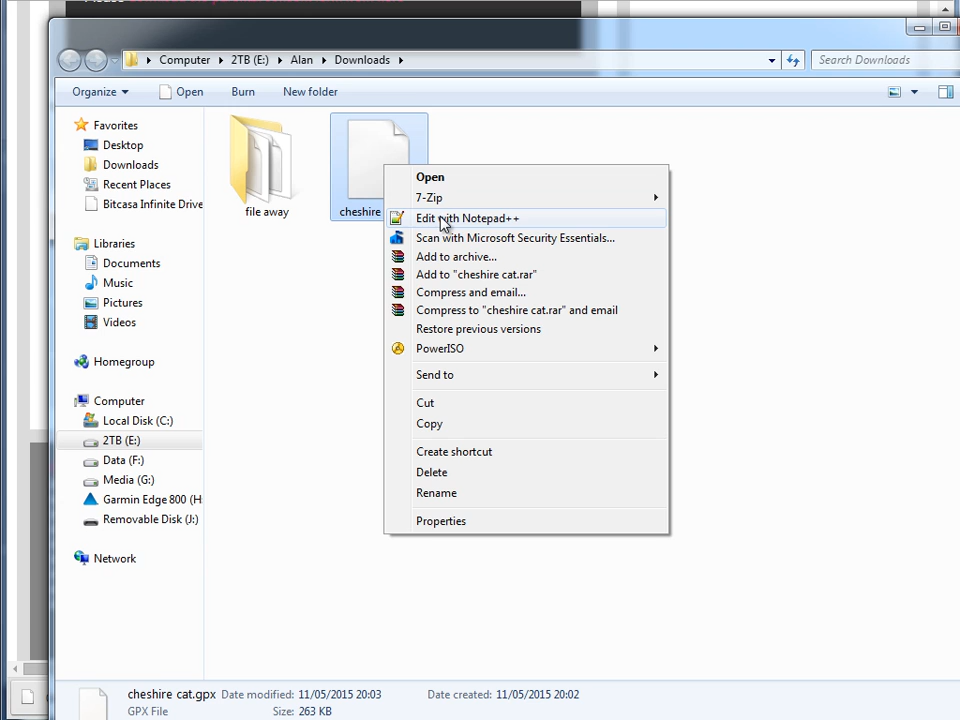 Computer 2TB (E:) Alan Downloads
Search Downloads
Organize Open Burn New folder
Favorites
Desktop
Downloads
Recent Places
Bitcasa Infinite Drive
Libraries
Documents
Music
Pictures
Videos
Homegroup
Computer
Local Disk (C:)
2TB (E:)
Data (F:)
Media (G:)
Garmin Edge 800 (H
Removable Disk (J:)
Network
file away
cheshire
Open
7-Zip
Edit with Notepad++
Scan with Microsoft Security Essentials...
Add to archive...
Add to "cheshire cat.rar"
Compress and email...
Compress to "cheshire cat.rar" and email
Restore previous versions
PowerISO
Send to
Cut
Copy
Create shortcut
Delete
Rename
Properties
cheshire cat.gpx Date modified: 11/05/2015 20:03 Date created: 11/05/2015 20:02
GPX File Size: 263 KB